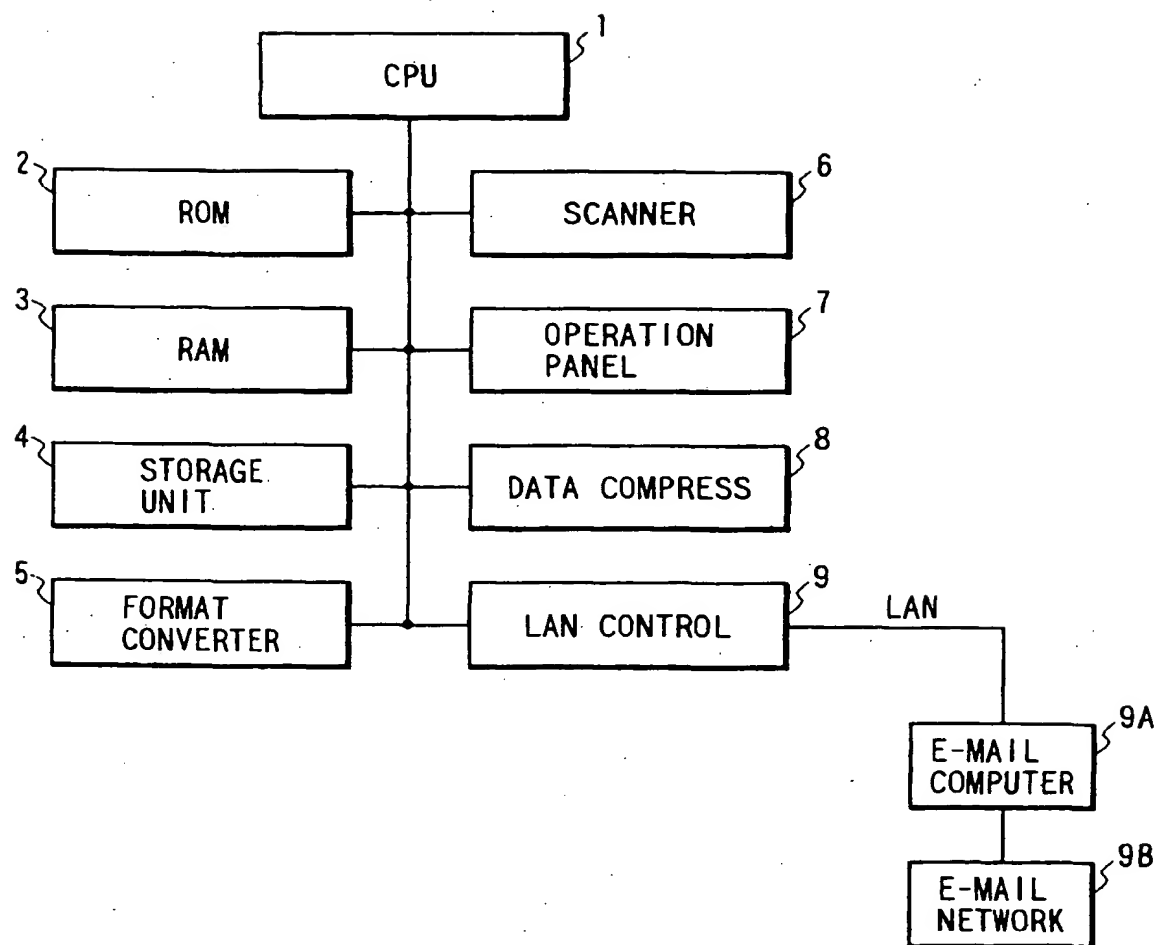 1
CPU
2
ROM
6
SCANNER
3
RAM
7
OPERATION
PANEL
4
STORAGE
UNIT
8
DATA COMPRESS
5
FORMAT
CONVERTER
9
LAN CONTROL
LAN
9A
E-MAIL
COMPUTER
9B
E-MAIL
NETWORK